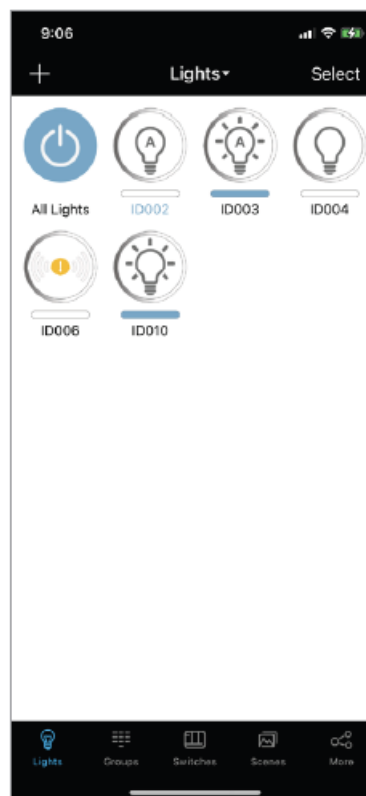 9:06
+ Lights▾ Select
A A
All Lights ID002 ID003 ID004
!
ID006 ID010
Lights Groups Switches Scenes More